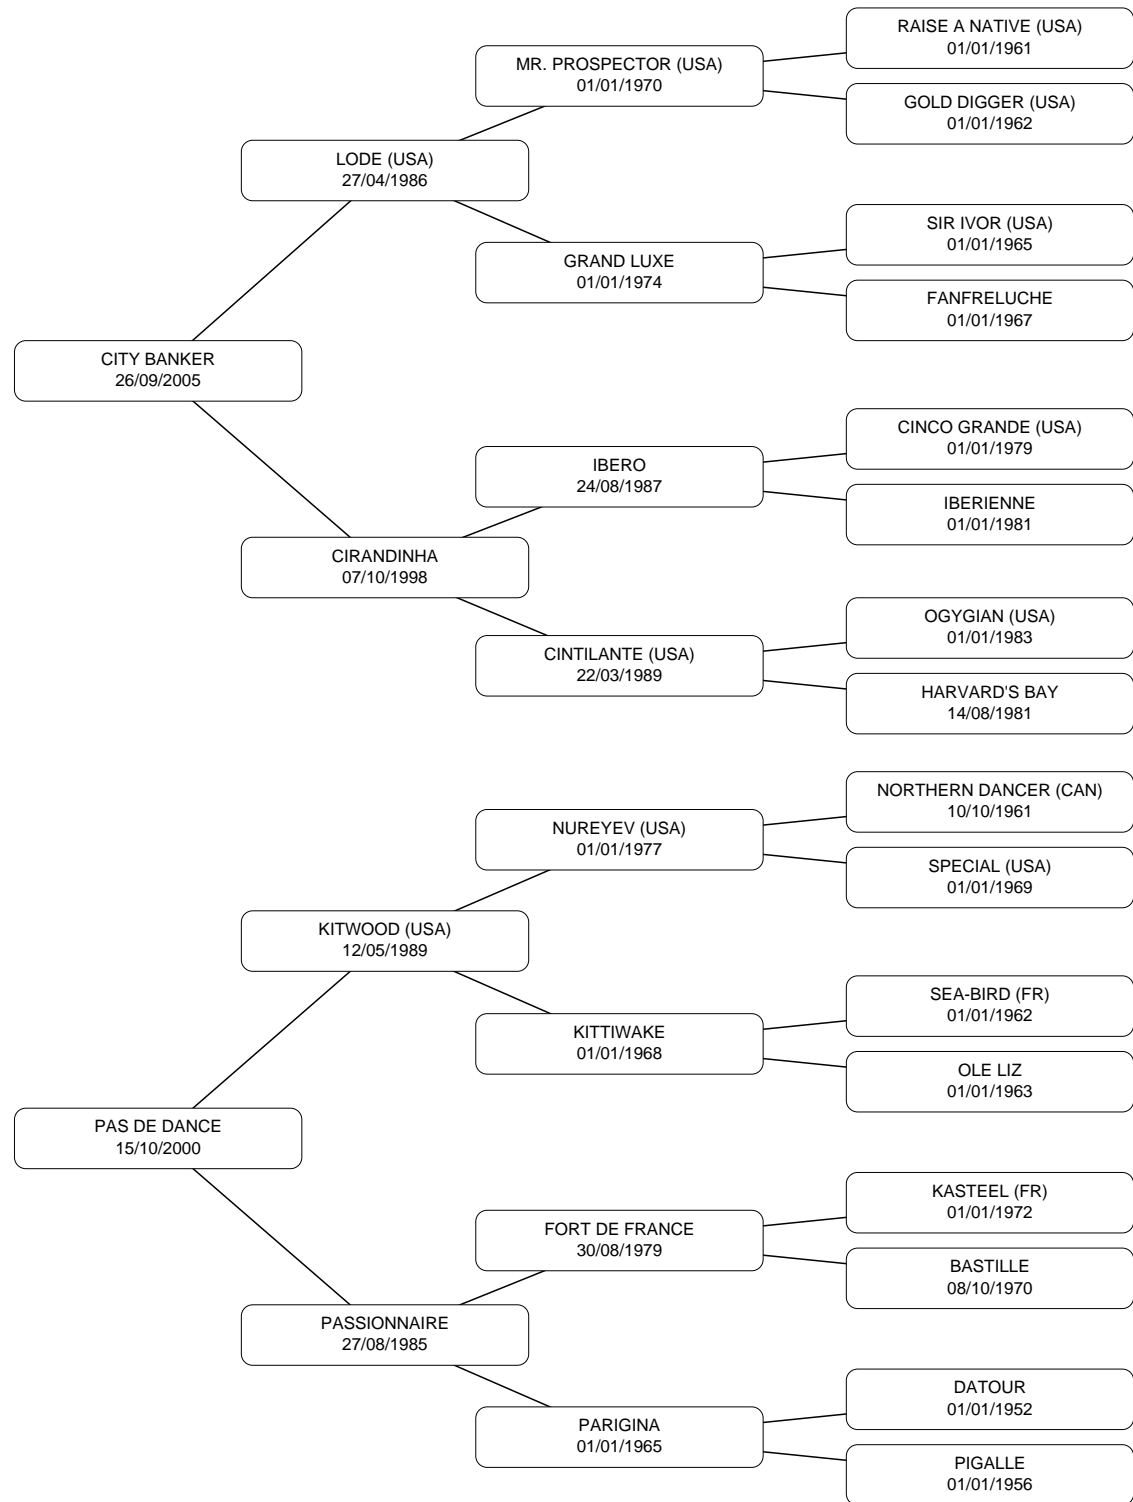 RAISE A NATIVE (USA)
01/01/1961
MR. PROSPECTOR (USA)
01/01/1970
GOLD DIGGER (USA)
01/01/1962
LODE (USA)
27/04/1986
SIR IVOR (USA)
01/01/1965
GRAND LUXE
01/01/1974
FANFRELUCHE
01/01/1967
CITY BANKER
26/09/2005
CINCO GRANDE (USA)
01/01/1979
IBERO
24/08/1987
IBERIENNE
01/01/1981
CIRANDINHA
07/10/1998
OGYGIAN (USA)
01/01/1983
CINTILANTE (USA)
22/03/1989
HARVARD'S BAY
14/08/1981
NORTHERN DANCER (CAN)
10/10/1961
NUREYEV (USA)
01/01/1977
SPECIAL (USA)
01/01/1969
KITWOOD (USA)
12/05/1989
SEA-BIRD (FR)
01/01/1962
KITTIWAKE
01/01/1968
OLE LIZ
01/01/1963
PAS DE DANCE
15/10/2000
KASTEEL (FR)
01/01/1972
FORT DE FRANCE
30/08/1979
BASTILLE
08/10/1970
PASSIONNAIRE
27/08/1985
DATOUR
01/01/1952
PARIGINA
01/01/1965
PIGALLE
01/01/1956